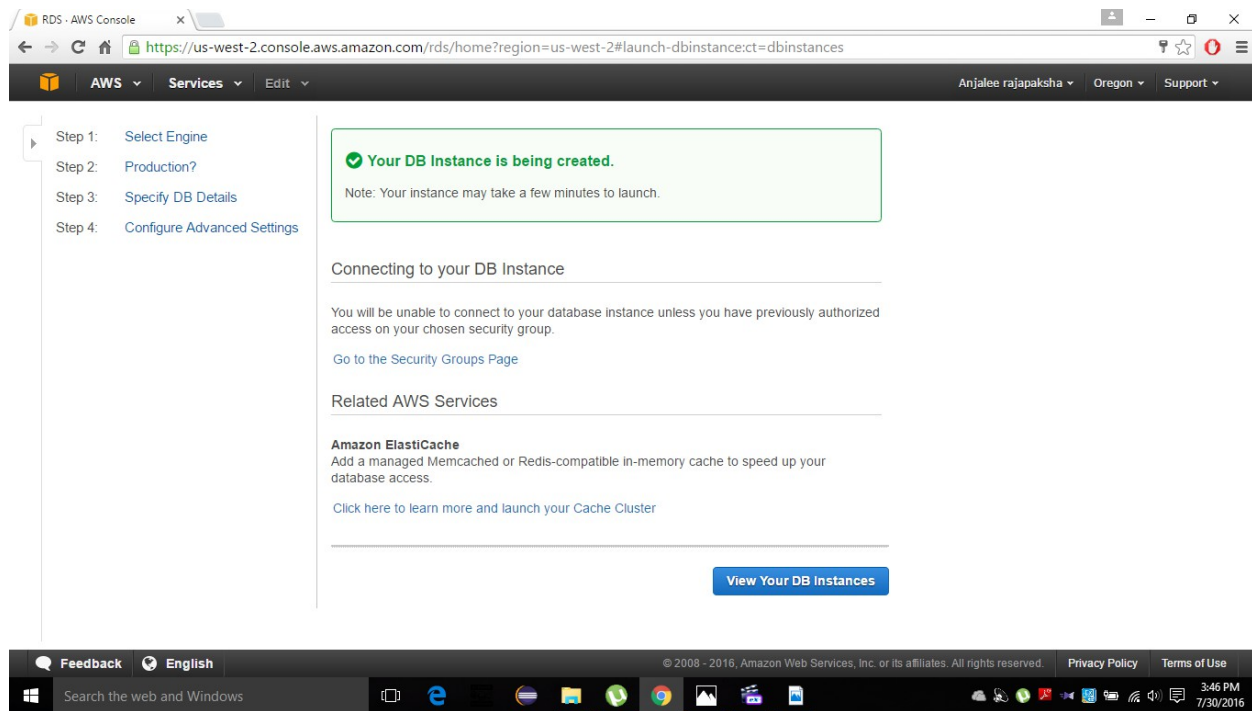 RDS · AWS Console
https://us-west-2.console.aws.amazon.com/rds/home?region=us-west-2#launch-dbinstance:ct=dbinstances
AWS Services Edit Anjalee rajapaksha Oregon Support
Step 1: Select Engine
Step 2: Production?
Step 3: Specify DB Details
Step 4: Configure Advanced Settings
Your DB Instance is being created.
Note: Your instance may take a few minutes to launch.
Connecting to your DB Instance
You will be unable to connect to your database instance unless you have previously authorized
access on your chosen security group.
Go to the Security Groups Page
Related AWS Services
Amazon ElastiCache
Add a managed Memcached or Redis-compatible in-memory cache to speed up your
database access.
Click here to learn more and launch your Cache Cluster
View Your DB Instances
Feedback English © 2008 - 2016, Amazon Web Services, Inc. or its affiliates. All rights reserved. Privacy Policy Terms of Use
Search the web and Windows
3:46 PM
7/30/2016